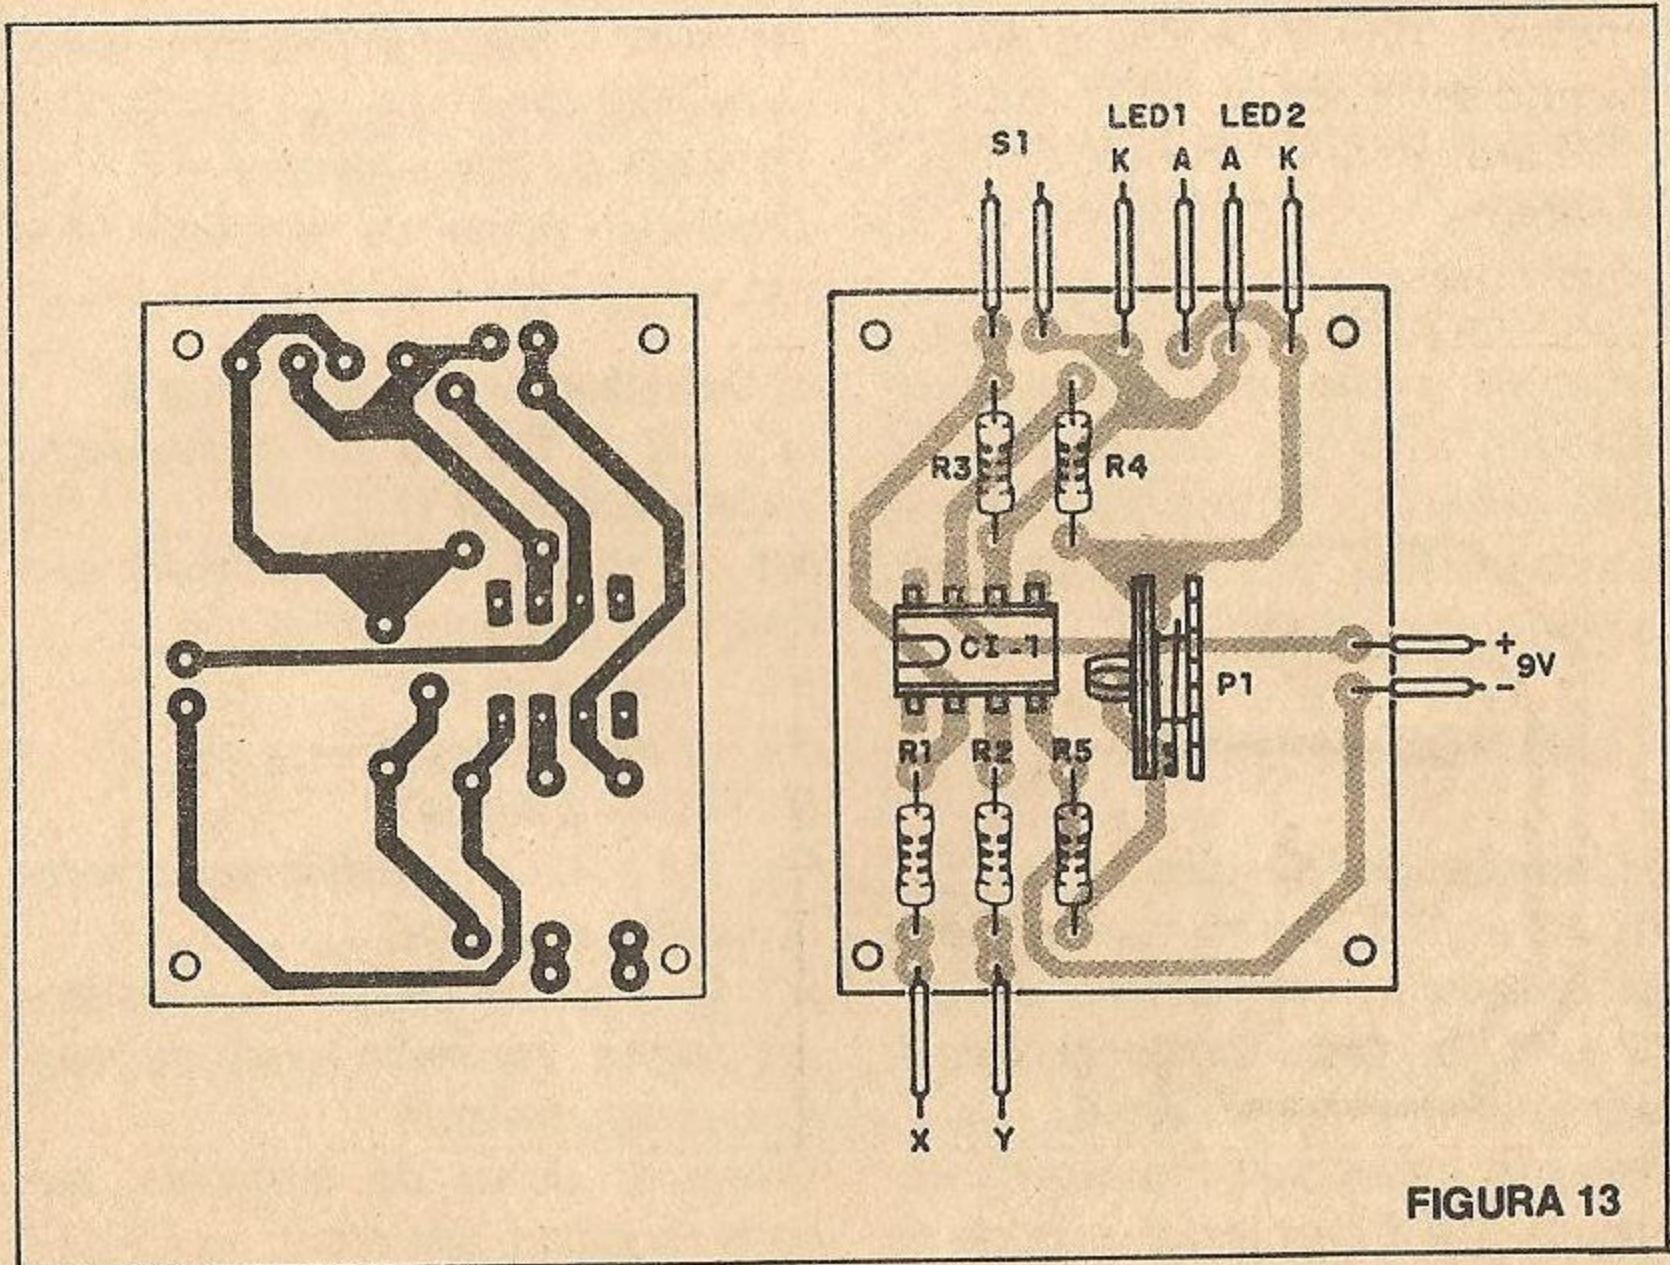 LED1 LED2
S1
K A A K
R3 R4
CI-1
+
9V
-
P1
R1 R2 R5
X Y
FIGURA 13